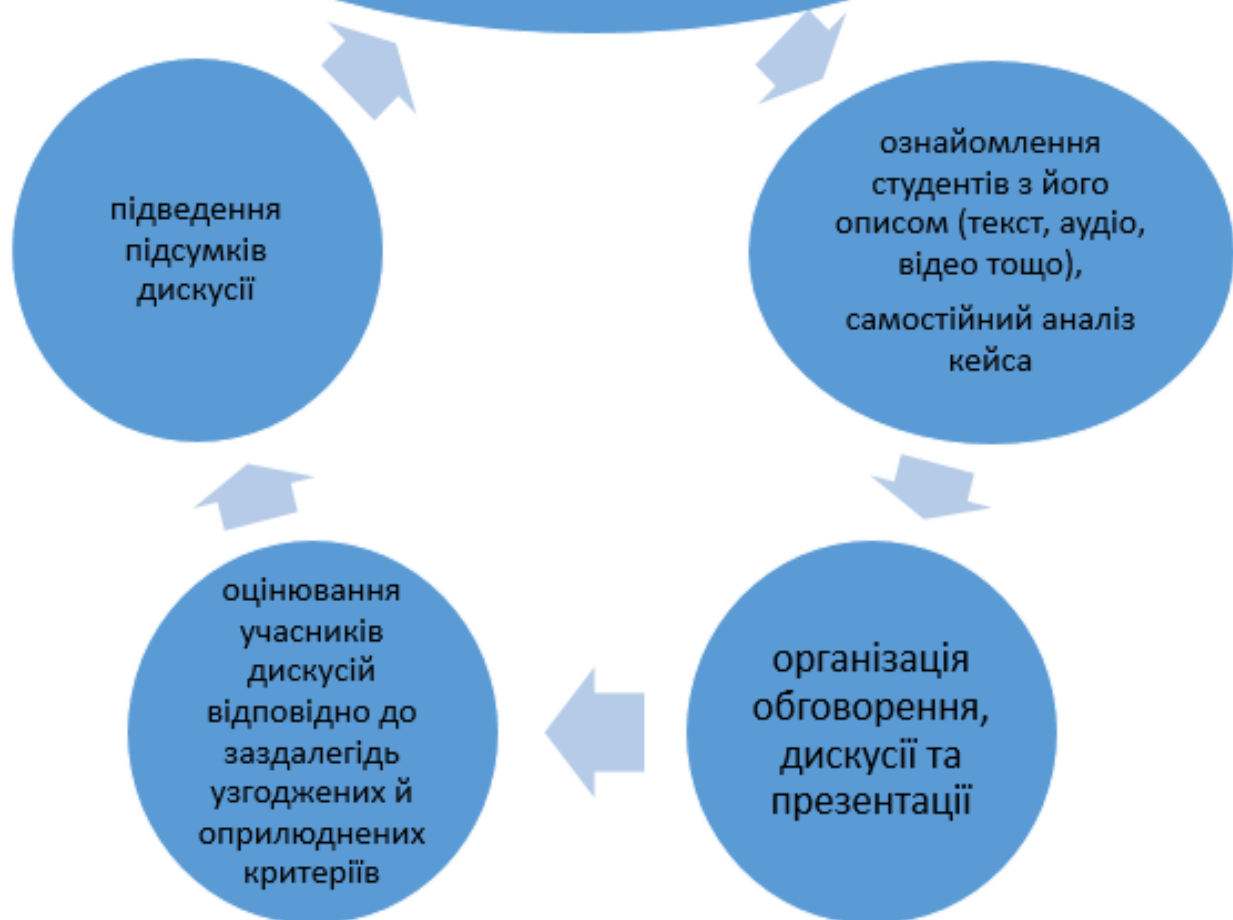 підведення
підсумків
дискусії
ознайомлення
студентів з його
описом (текст, аудіо,
відео тощо),
самостійний аналіз
кейса
оцінювання
учасників
дискусій
відповідно до
заздалегідь
узгоджених й
оприлюднених
критеріїв
організація
обговорення,
дискусії та
презентації